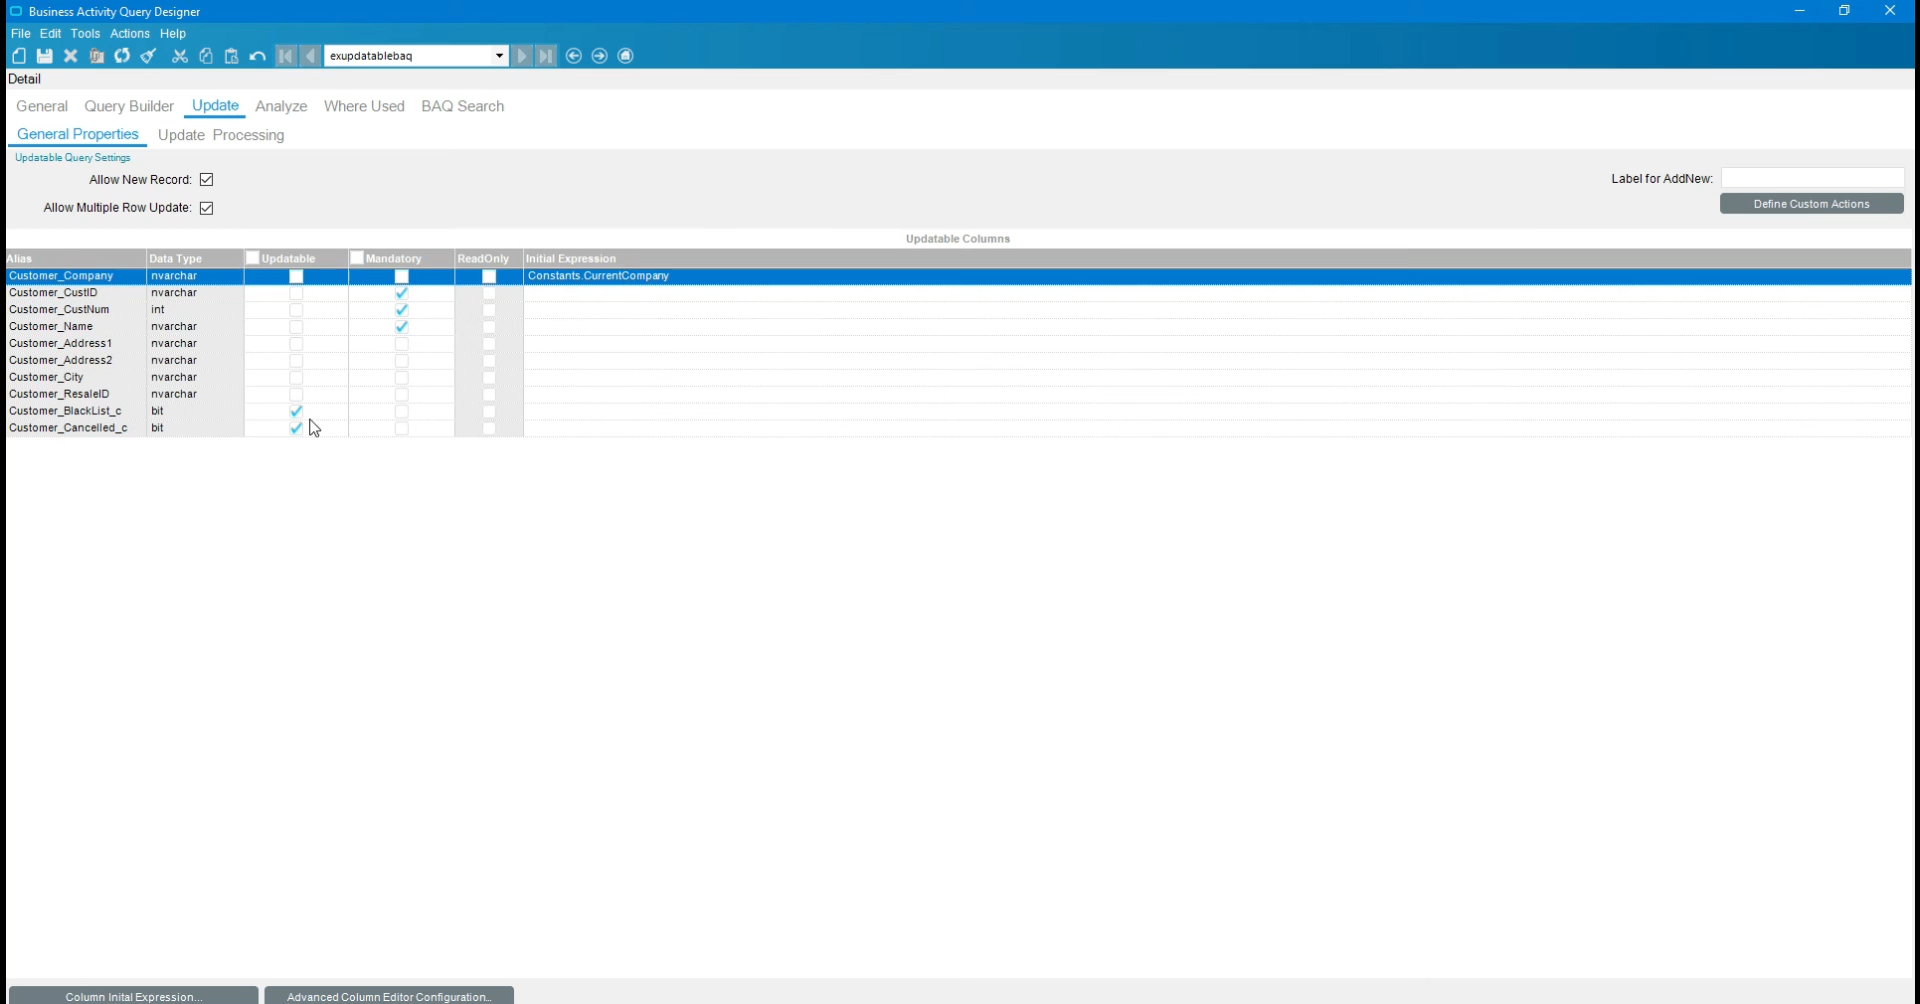 Business Activity Query Designer
File Edit Tools Actions Help
exupdatablebaq
Detail
General Query Builder Update Analyze Where Used BAQ Search
General Properties Update Processing
Updatable Query Settings
Allow New Record:
Label for AddNew:
Allow Multiple Row Update:
Define Custom Actions
Updatable Columns
Alias Data Type Updatable Mandatory ReadOnly Initial Expression
Customer_Company nvarchar Constants.CurrentCompany
Customer_CustID nvarchar
Customer_CustNum int
Customer_Name nvarchar
Customer_Address1 nvarchar
Customer_Address2 nvarchar
Customer_City nvarchar
Customer_ResaleID nvarchar
Customer_BlackList_c bit
Customer_Cancelled_c bit
Column Inital Expression... Advanced Column Editor Configuration...